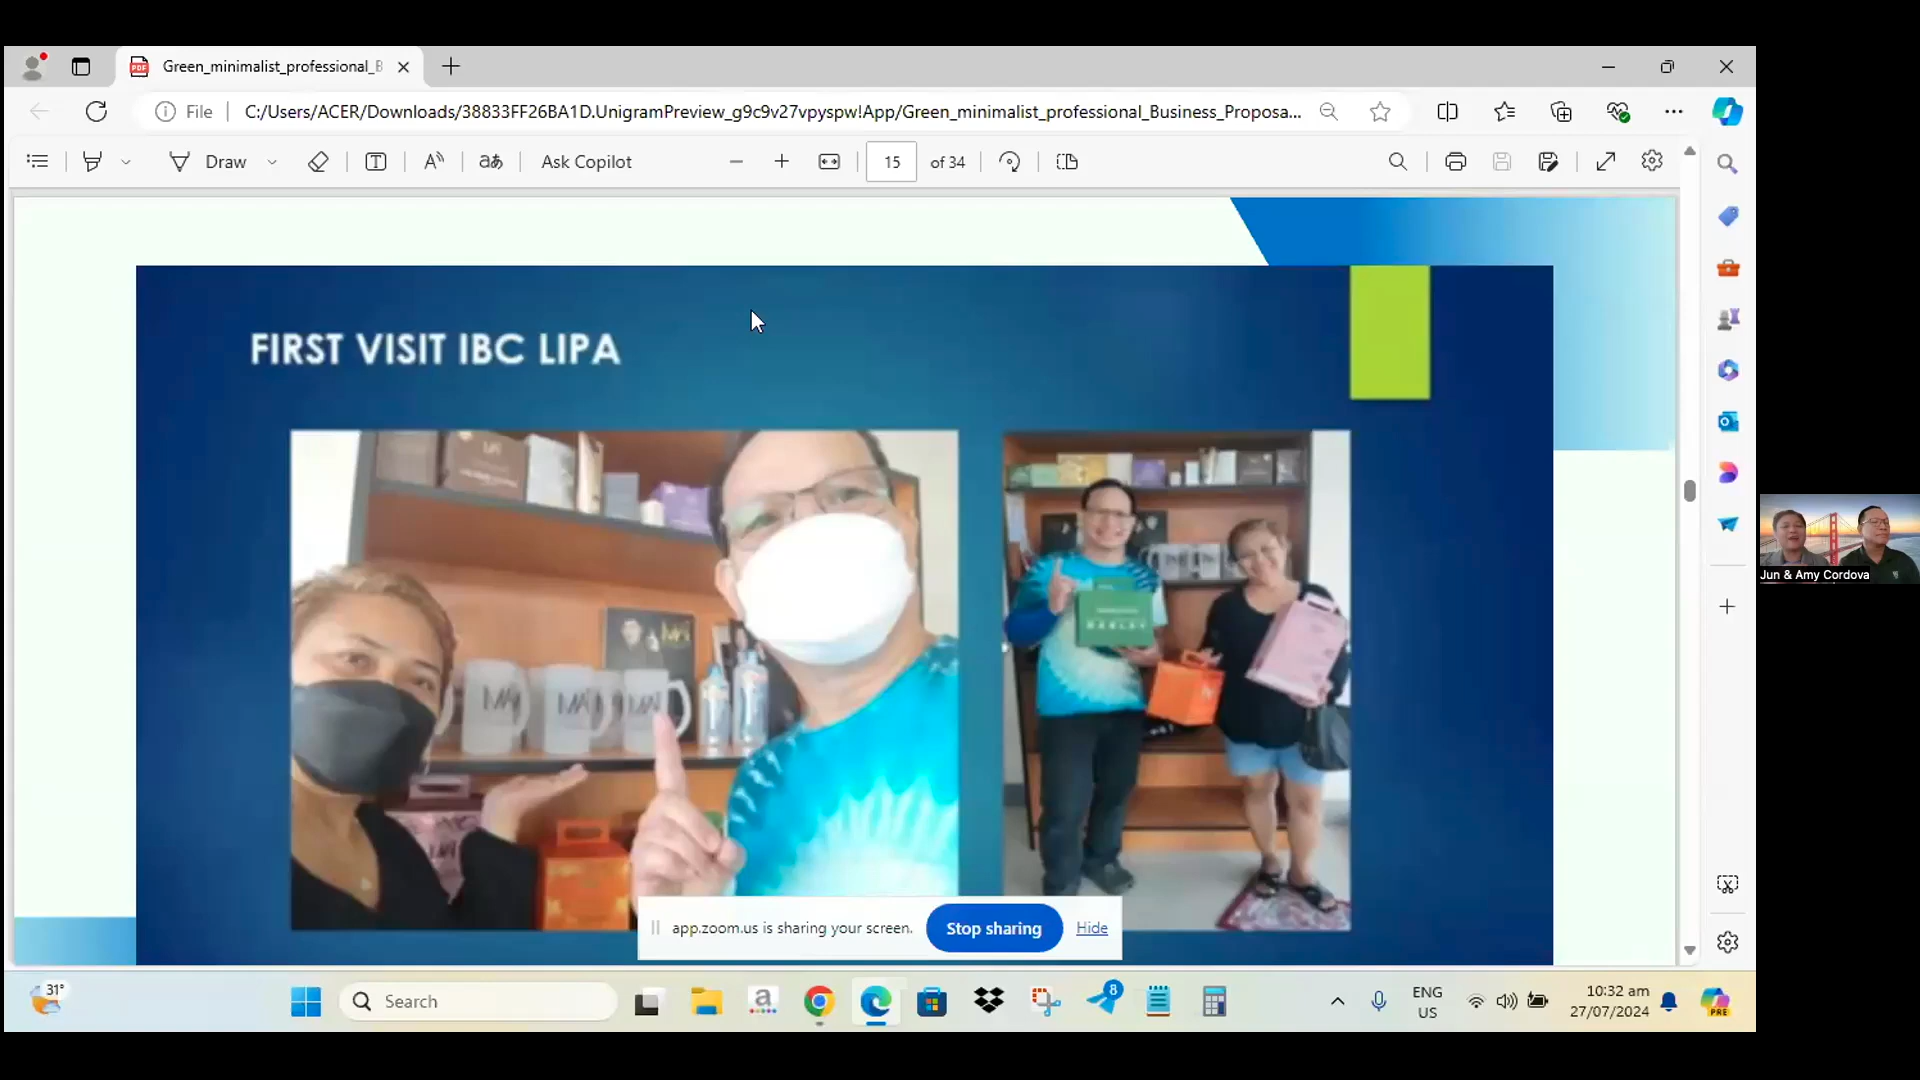 Green_minimalist_professional_B
File
C:/Users/ACER/Downloads/38833FF26BA1D.UnigramPreview_g9c9v27vpyspw!App/Green_minimalist_professional_Business_Proposa...
Draw
Ask Copilot
15 of 34
FIRST VISIT IBC LIPA
Jun & Amy Cordova
app.zoom.us is sharing your screen.
Stop sharing
Hide
31°
Search
8
ENG
US
10:32 am
27/07/2024
PRE